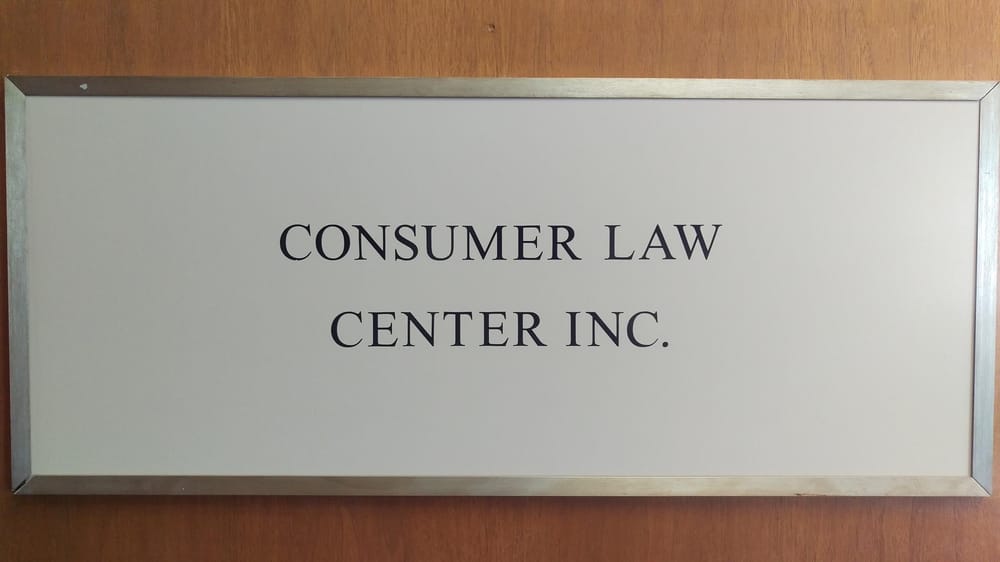 CONSUMER LAW
CENTER INC.